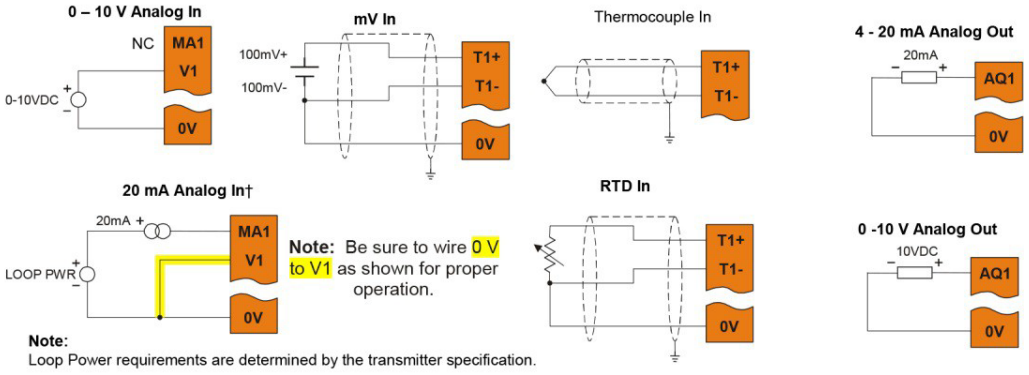 0 – 10 V Analog In
NC MA1
V1
+
0-10VDC
–
0V
mV In
100mV+
100mV-
T1+
T1-
0V
Thermocouple In
T1+
T1-
4 - 20 mA Analog Out
20mA
– +
AQ1
0V
20 mA Analog In†
20mA +
MA1
V1
+
LOOP PWR
–
0V
Note: Be sure to wire 0 V
to V1 as shown for proper
operation.
RTD In
T1+
T1-
0V
0 -10 V Analog Out
10VDC
– +
AQ1
0V
Note:
Loop Power requirements are determined by the transmitter specification.